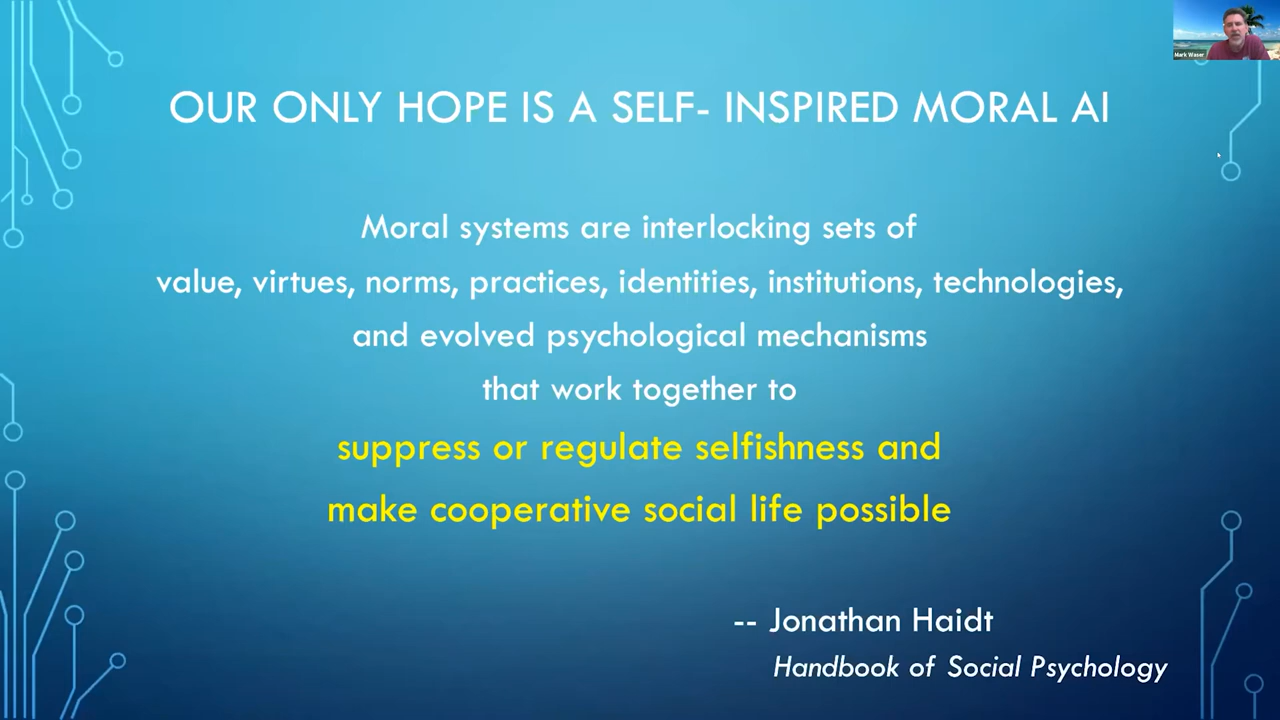 Mark Waser
OUR ONLY HOPE IS A SELF- INSPIRED MORAL AI
Moral systems are interlocking sets of
value, virtues, norms, practices, identities, institutions, technologies,
and evolved psychological mechanisms
that work together to
suppress or regulate selfishness and
make cooperative social life possible
-- Jonathan Haidt
Handbook of Social Psychology